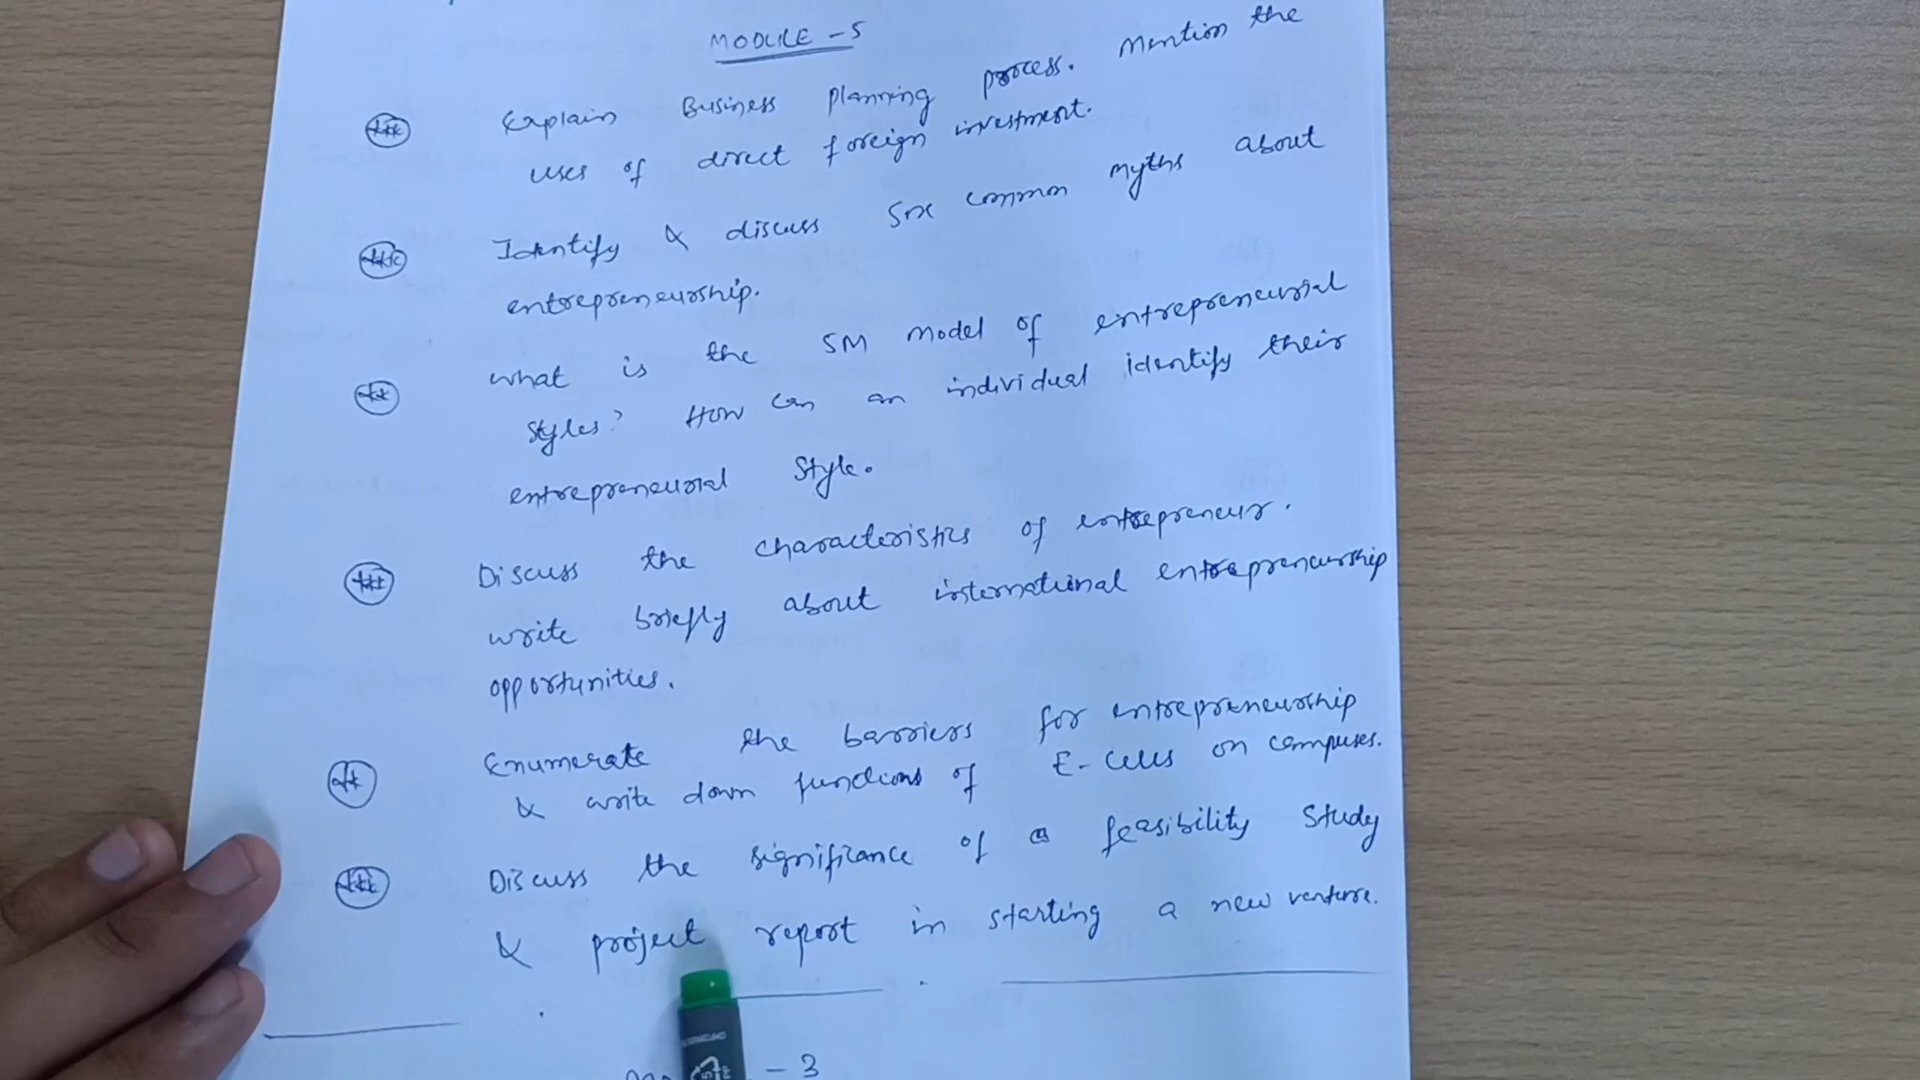 MODULE - 5
*** Explain Business planning process. Mention the
uses of direct foreign investment.
*** Identify & discuss Six common myths about
entrepreneurship.
** What is the 5M model of entrepreneurial
styles? How can an individual identify their
entrepreneurial style.
*** Discuss the characteristics of entrepreneur.
write briefly about international entrepreneurship
opportunities.
** Enumerate the barriers for entrepreneurship
& write down functions of E-Cells on campuses.
*** Discuss the significance of a feasibility study
& project report in starting a new venture.
- 3